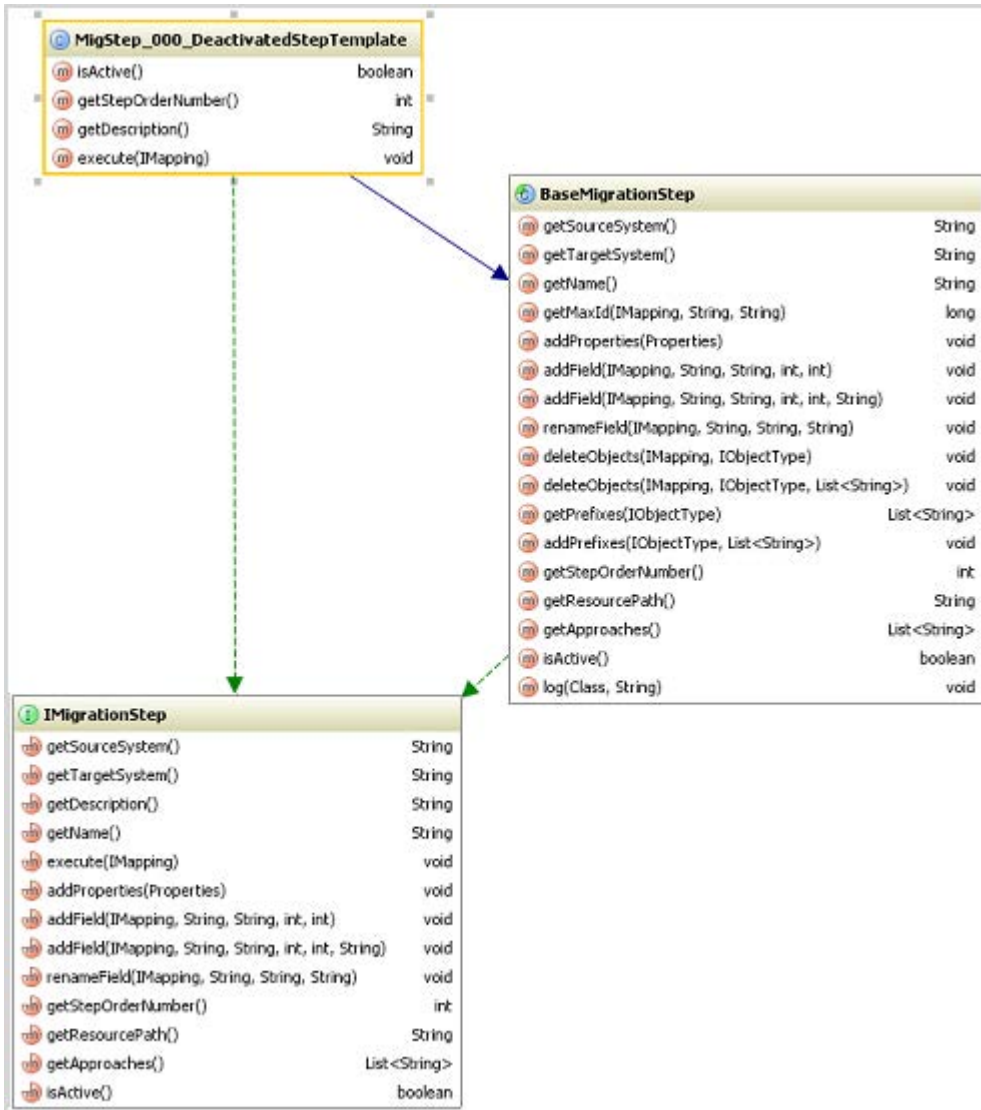 MigStep_000_DeactivatedStepTemplate
isActive() boolean
getStepOrderNumber() int
getDescription() String
execute(IMapping) void
BaseMigrationStep
getSourceSystem() String
getTargetSystem() String
getName() String
getMaxId(IMapping, String, String) long
addProperties(Properties) void
addField(IMapping, String, String, int, int) void
addField(IMapping, String, String, int, int, String) void
renameField(IMapping, String, String, String) void
deleteObjects(IMapping, IObjectType) void
deleteObjects(IMapping, IObjectType, List<String>) void
getPrefixes(IObjectType) List<String>
addPrefixes(IObjectType, List<String>) void
getStepOrderNumber() int
getResourcePath() String
getApproaches() List<String>
isActive() boolean
log(Class, String) void
IMigrationStep
getSourceSystem() String
getTargetSystem() String
getDescription() String
getName() String
execute(IMapping) void
addProperties(Properties) void
addField(IMapping, String, String, int, int) void
addField(IMapping, String, String, int, int, String) void
renameField(IMapping, String, String, String) void
getStepOrderNumber() int
getResourcePath() String
getApproaches() List<String>
isActive() boolean